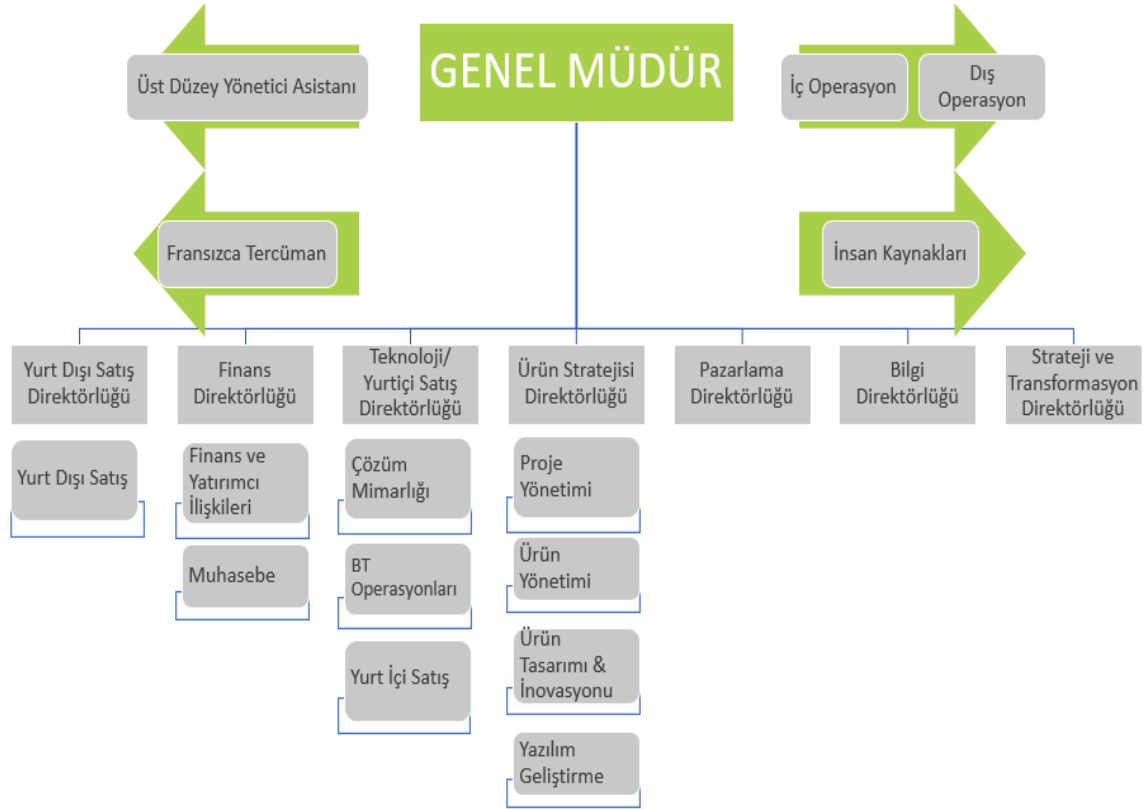 GENEL MÜDÜR
Üst Düzey Yönetici Asistanı
İç Operasyon
Dış
Operasyon
Fransızca Tercüman
İnsan Kaynakları
Yurt Dışı Satış
Direktörlüğü
Finans
Direktörlüğü
Teknoloji/
Yurtiçi Satış
Direktörlüğü
Ürün Stratejisi
Direktörlüğü
Pazarlama
Direktörlüğü
Bilgi
Direktörlüğü
Strateji ve
Transformasyon
Direktörlüğü
Yurt Dışı Satış
Finans ve
Yatırımcı
İlişkileri
Muhasebe
Çözüm
Mimarlığı
BT
Operasyonları
Yurt İçi Satış
Proje
Yönetimi
Ürün
Yönetimi
Ürün
Tasarımı &
İnovasyonu
Yazılım
Geliştirme